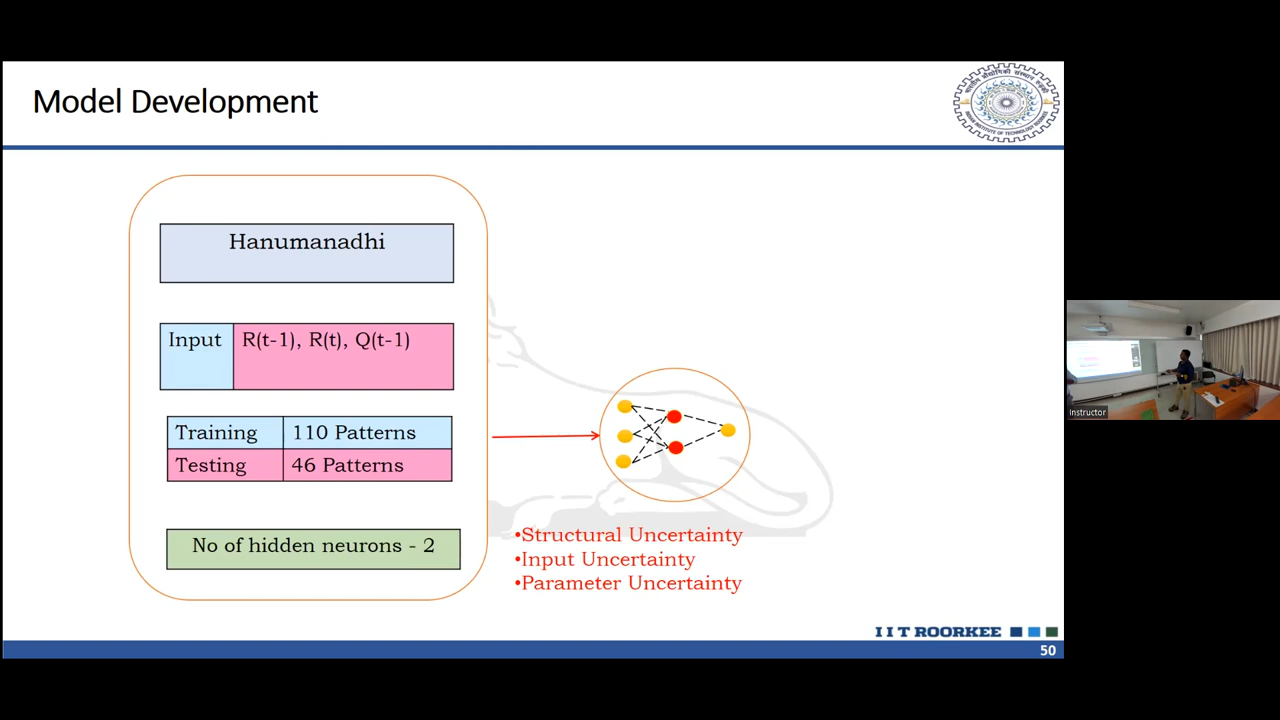 Model Development
Hanumanadhi
Input R(t-1), R(t), Q(t-1)
Training 110 Patterns
Testing 46 Patterns
No of hidden neurons - 2
•Structural Uncertainty
•Input Uncertainty
•Parameter Uncertainty
IIT ROORKEE
50
Instructor